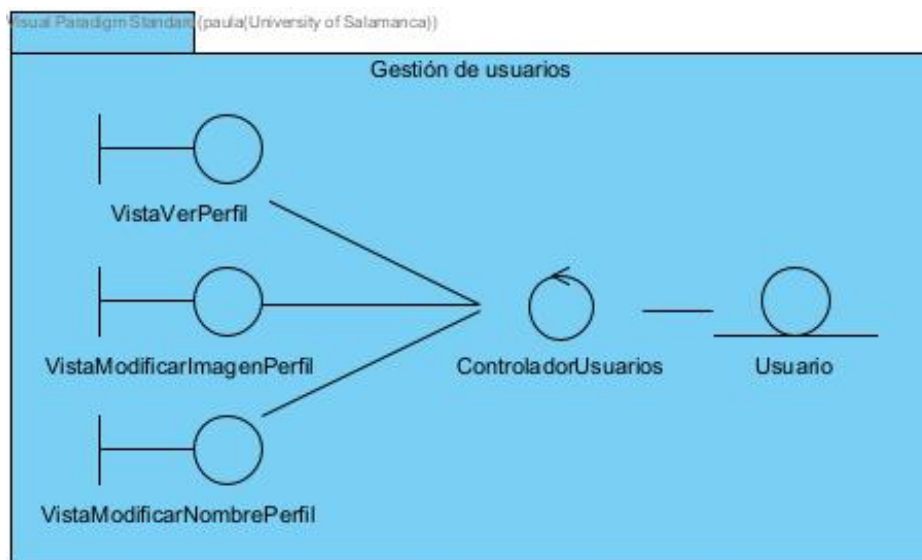 Visual Paradigm Standard(paula(University of Salamanca))
Gestión de usuarios
VistaVerPerfil
VistaModificarImagenPerfil
ControladorUsuarios
Usuario
VistaModificarNombrePerfil